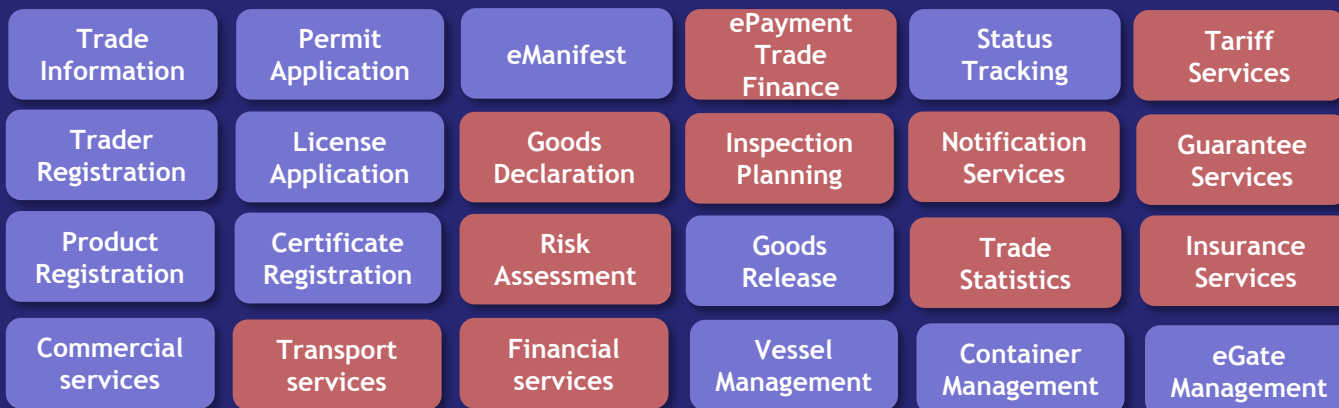 Trade
Information
Permit
Application
eManifest
ePayment
Trade
Finance
Status
Tracking
Tariff
Services
Trader
Registration
License
Application
Goods
Declaration
Inspection
Planning
Notification
Services
Guarantee
Services
Product
Registration
Certificate
Registration
Risk
Assessment
Goods
Release
Trade
Statistics
Insurance
Services
Commercial
services
Transport
services
Financial
services
Vessel
Management
Container
Management
eGate
Management